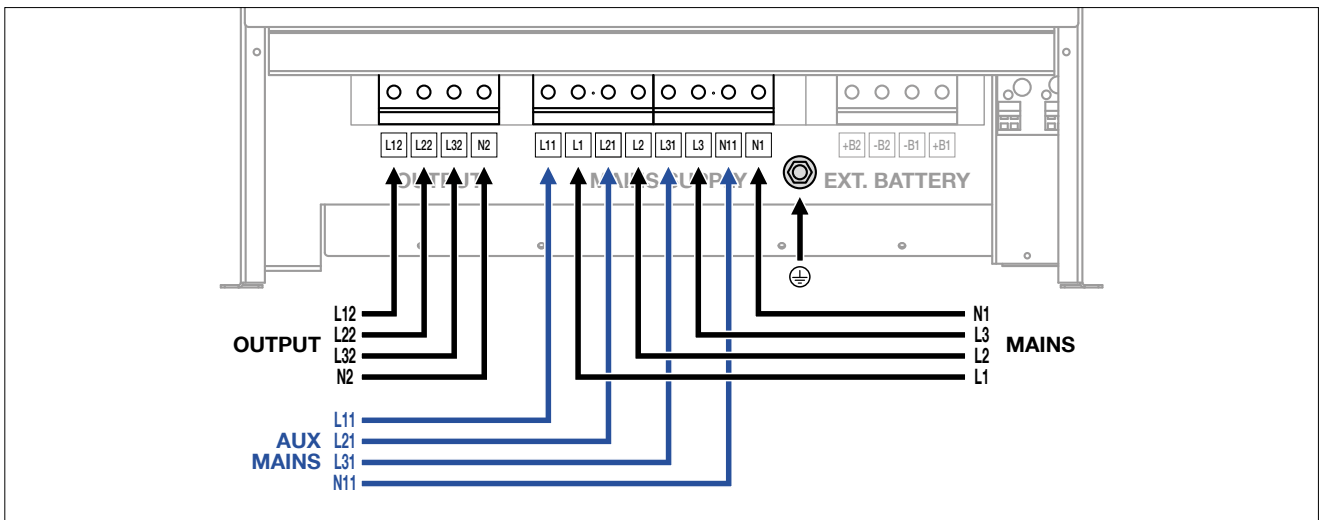 L12 L22 L32 N2 L11 L1 L21 L2 L31 L3 N11 N1 +B2 -B2 -B1 +B1
OUTPUT MAINS SUPPLY EXT. BATTERY
L12
L22
OUTPUT
L32
N2
N1
L3
MAINS
L2
L1
L11
AUX L21
MAINS L31
N11